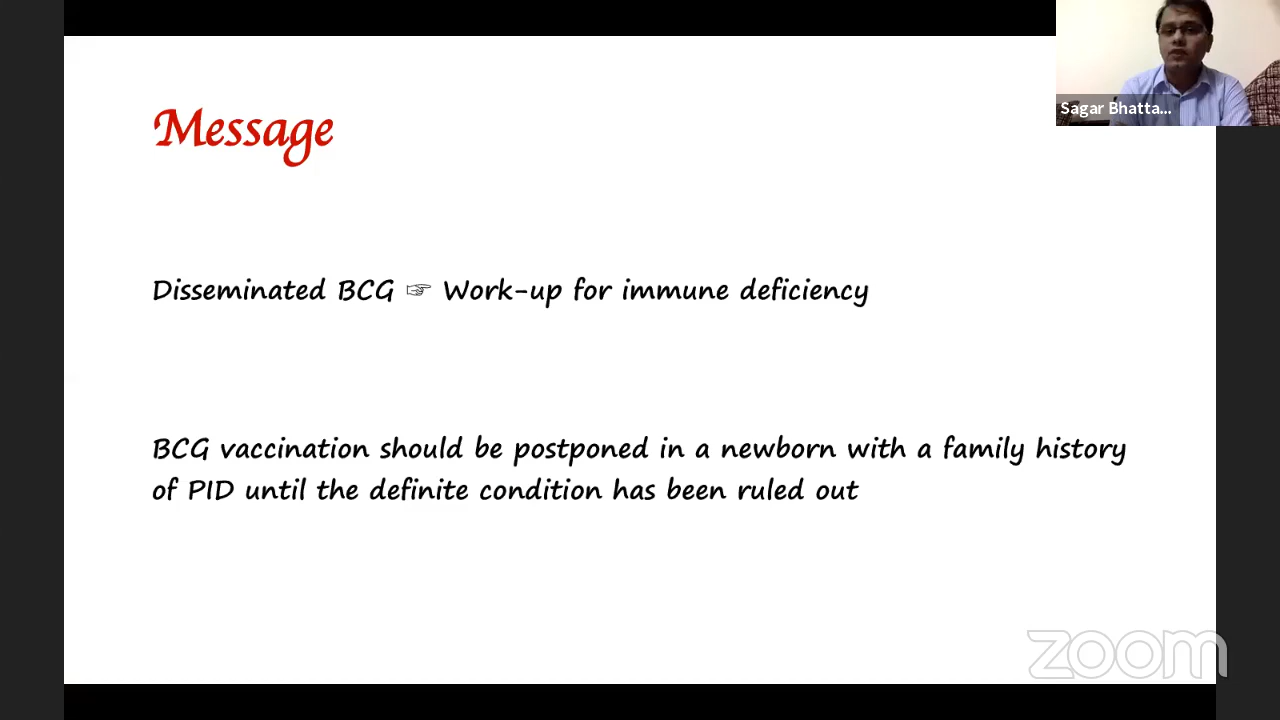 Sagar Bhatta...
Message
Disseminated BCG ☞ Work-up for immune deficiency
BCG vaccination should be postponed in a newborn with a family history
of PID until the definite condition has been ruled out
zoom